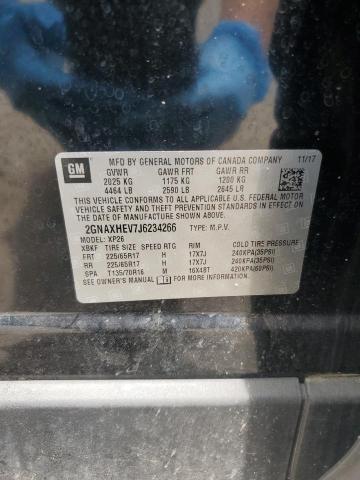 GM
MFD BY GENERAL MOTORS OF CANADA COMPANY 11/17
GVWR GAWR FRT GAWR RR
2025 KG 1175 KG 1200 KG
4464 LB 2590 LB 2645 LB
THIS VEHICLE CONFORMS TO ALL APPLICABLE U.S. FEDERAL MOTOR
VEHICLE SAFETY AND THEFT PREVENTION STANDARDS IN EFFECT ON
THE DATE OF MANUFACTURE SHOWN ABOVE.
2GNAXHEV7J6234266 TYPE: M.P.V.
MODEL: XP26
XBKF TIRE SIZE SPEED RTG RIM COLD TIRE PRESSURE
FRT 225/65R17 H 17X7J 240KPA(35PSI)
RR 225/65R17 H 17X7J 240KPA(35PSI)
SPA T135/70R16 M 16X4BT 420KPA(60PSI)
SEE OWNER'S MANUAL FOR MORE INFORMATION.